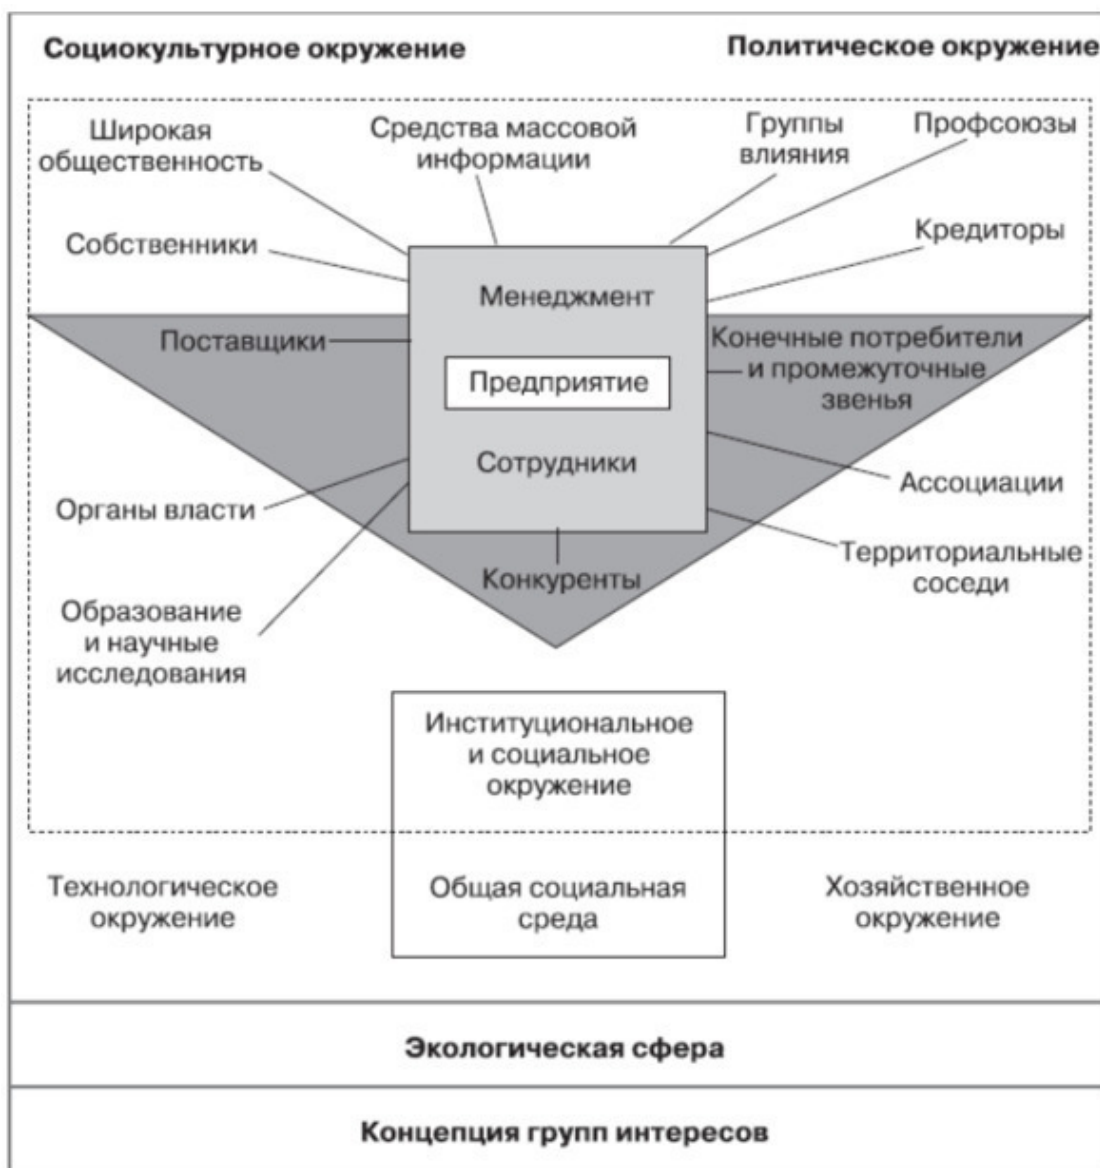 Социокультурное окружение
Политическое окружение
Широкая
общественность
Средства массовой
информации
Группы
влияния
Профсоюзы
Собственники
Кредиторы
Менеджмент
Поставщики
Конечные потребители
и промежуточные
звенья
Предприятие
Сотрудники
Ассоциации
Органы власти
Территориальные
соседи
Конкуренты
Образование
и научные
исследования
Институциональное
и социальное
окружение
Технологическое
окружение
Общая социальная
среда
Хозяйственное
окружение
Экологическая сфера
Концепция групп интересов